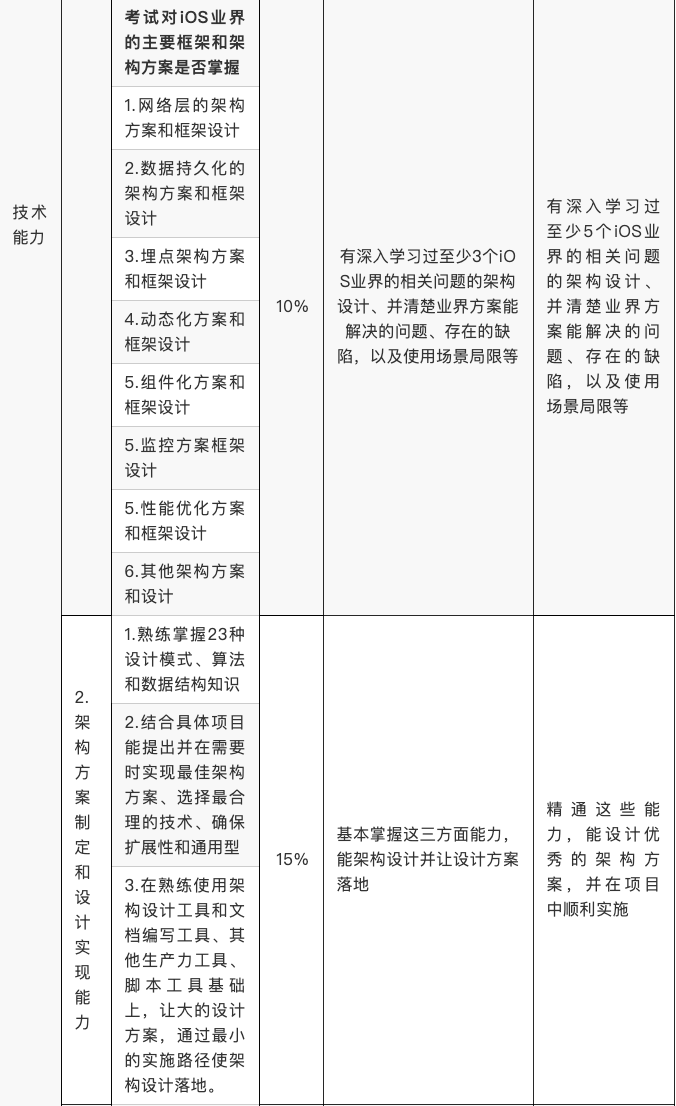 技术
能力
考试对iOS业界
的主要框架和架
构方案是否掌握
1.网络层的架构
方案和框架设计
2.数据持久化的
架构方案和框架
设计
3.埋点架构方案
和框架设计
4.动态化方案和
框架设计
5.组件化方案和
框架设计
5.监控方案框架
设计
5.性能优化方案
和框架设计
6.其他架构方案
和设计
10%
有深入学习过至少3个iO
S业界的相关问题的架构
设计、并清楚业界方案能
解决的问题、存在的缺
陷，以及使用场景局限等
有深入学习过
至少5个iOS业
界的相关问题
的架构设计、
并清楚业界方
案能解决的问
题、存在的缺
陷，以及使用
场景局限等
2.
架
构
方
案
制
定
和
设
计
实
现
能
力
1.熟练掌握23种
设计模式、算法
和数据结构知识
2.结合具体项目
能提出并在需要
时实现最佳架构
方案、选择最合
理的技术、确保
扩展性和通用型
3.在熟练使用架
构设计工具和文
档编写工具、其
他生产力工具、
脚本工具基础
上，让大的设计
方案，通过最小
的实施路径使架
构设计落地。
15%
基本掌握这三方面能力，
能架构设计并让设计方案
落地
精通这些能
力，能设计优
秀的架构方
案，并在项目
中顺利实施